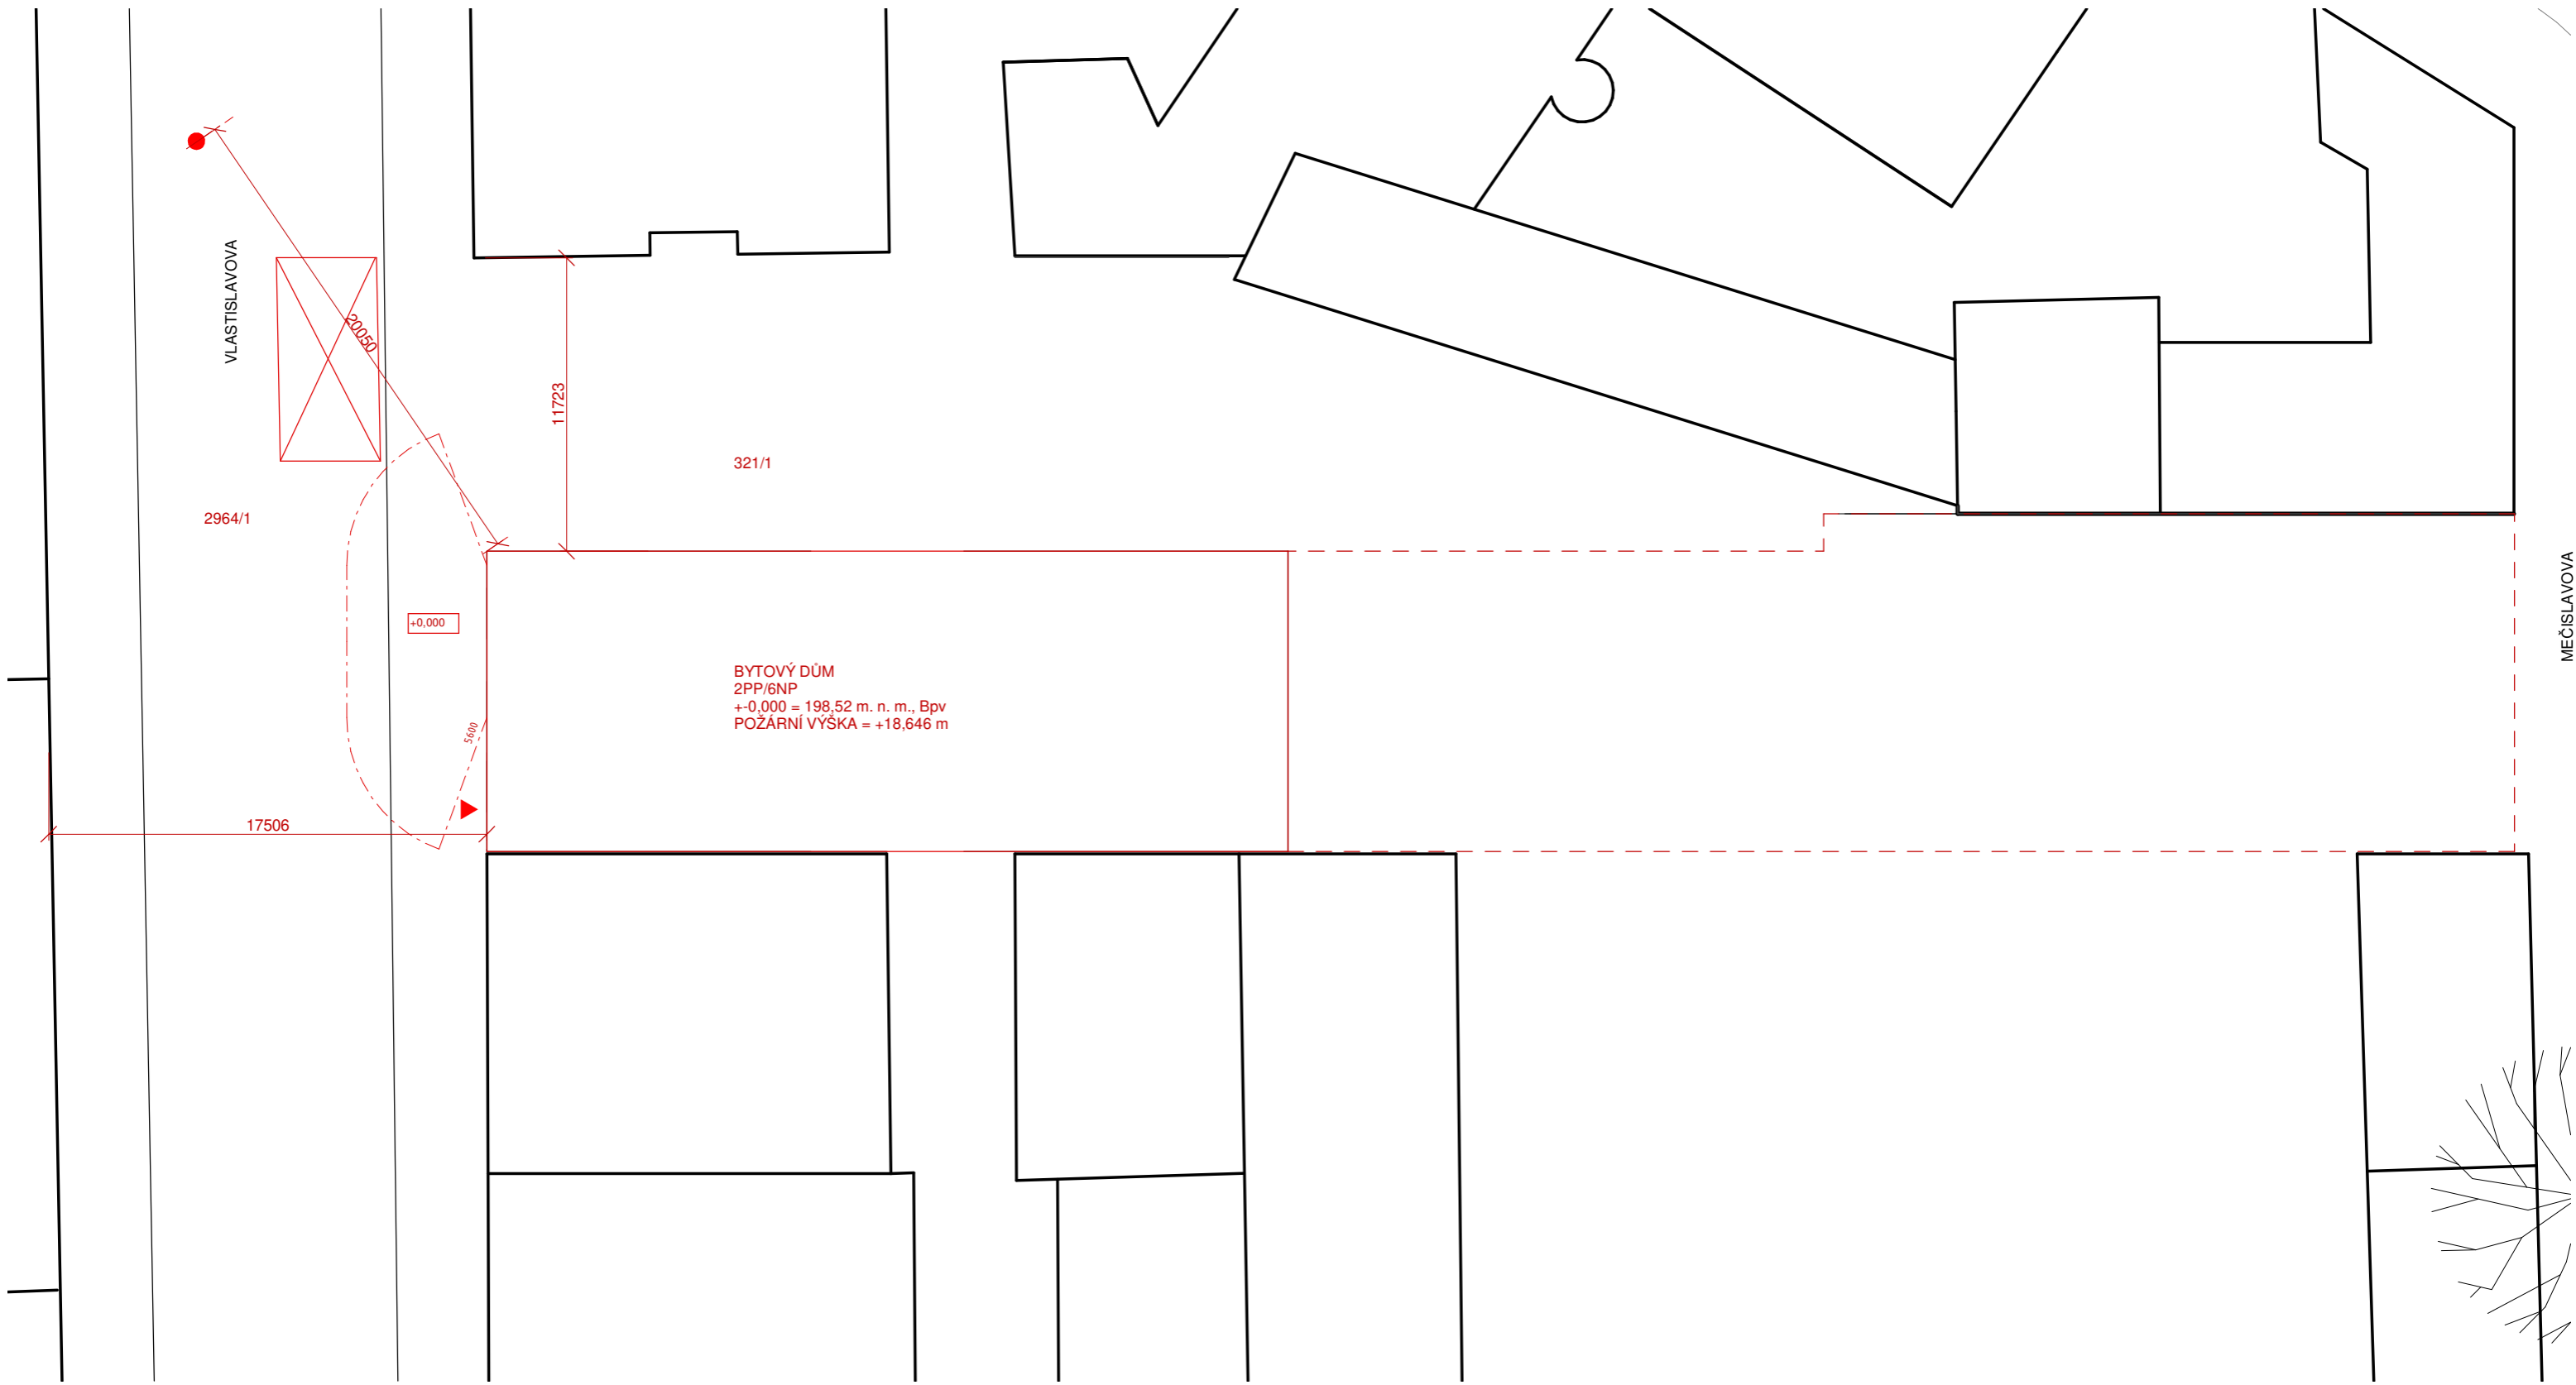 VLASTISLAVOVA
20050
11723
321/1
2964/1
+0,000
MEČISLAVOVA
BYTOVÝ DŮM
2PP/6NP
+-0,000 = 198,52 m. n. m., Bpv
POŽÁRNÍ VÝŠKA = +18,646 m
5600
17506